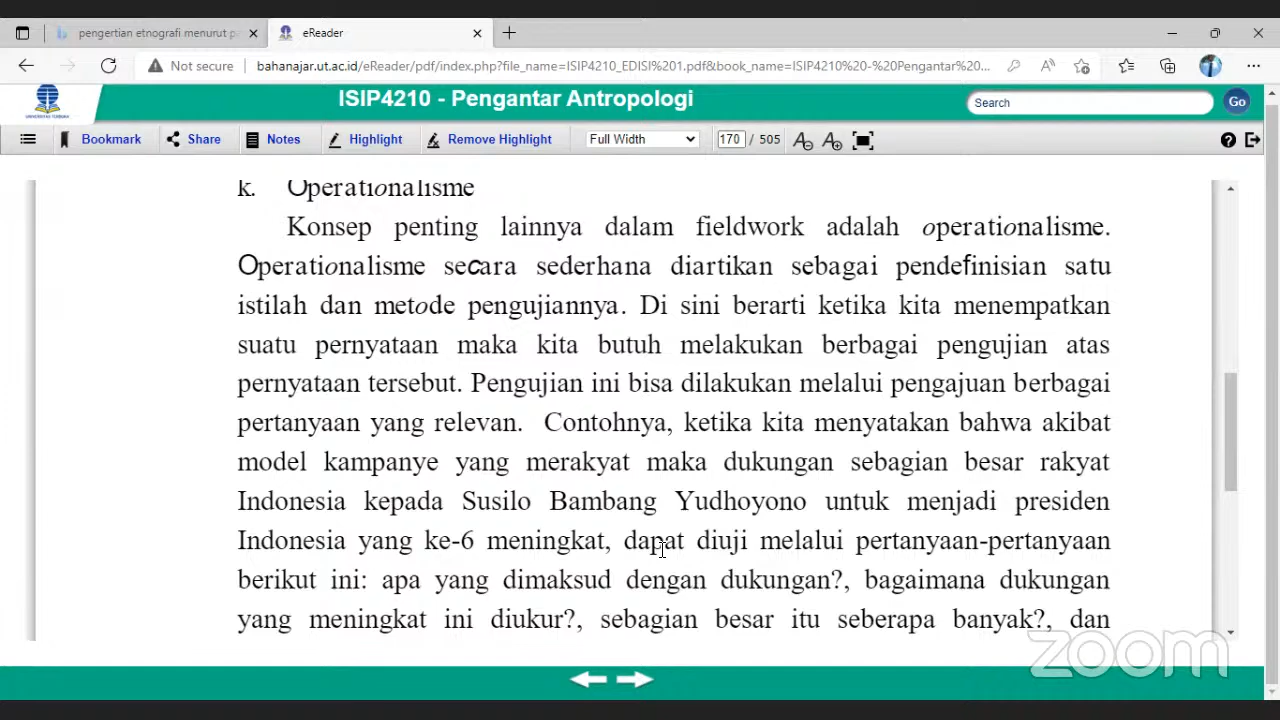 pengertian etnografi menurut p
eReader
Not secure
bahanajar.ut.ac.id/eReader/pdf/index.php?file_name=ISIP4210_EDISI%201.pdf&book_name=ISIP4210%20-%20Pengantar%20...
ISIP4210 - Pengantar Antropologi
Search
Go
Bookmark
Share
Notes
Highlight
Remove Highlight
Full Width
170 / 505
k. Operationalisme
Konsep penting lainnya dalam fieldwork adalah operationalisme.
Operationalisme secara sederhana diartikan sebagai pendefinisian satu
istilah dan metode pengujiannya. Di sini berarti ketika kita menempatkan
suatu pernyataan maka kita butuh melakukan berbagai pengujian atas
pernyataan tersebut. Pengujian ini bisa dilakukan melalui pengajuan berbagai
pertanyaan yang relevan. Contohnya, ketika kita menyatakan bahwa akibat
model kampanye yang merakyat maka dukungan sebagian besar rakyat
Indonesia kepada Susilo Bambang Yudhoyono untuk menjadi presiden
Indonesia yang ke-6 meningkat, dapat diuji melalui pertanyaan-pertanyaan
berikut ini: apa yang dimaksud dengan dukungan?, bagaimana dukungan
yang meningkat ini diukur?, sebagian besar itu seberapa banyak?, dan
zoom